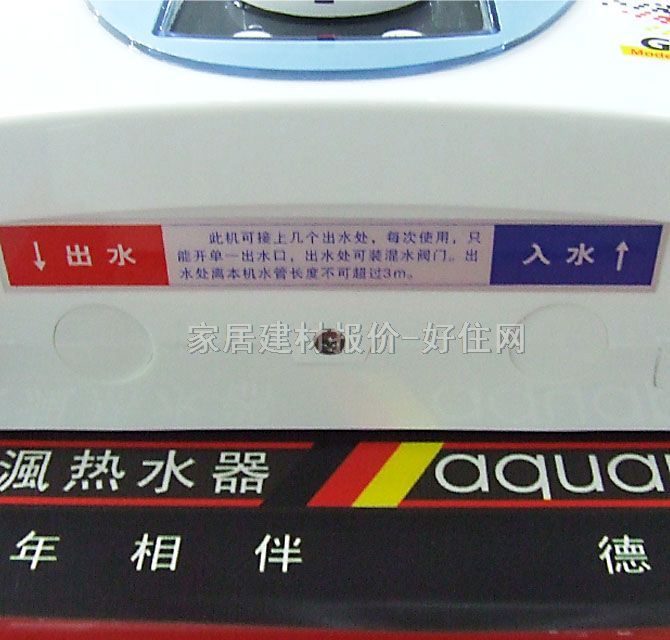 G
Mode
↓ 出水
此机可接上几个出水处，每次使用，只
能开单一出水口，出水处可装混水阀门。出
水处离本机水管长度不可超过3m。
入水 ↑
家居建材报价-好住网
渢热水器
aqua
年相伴
德